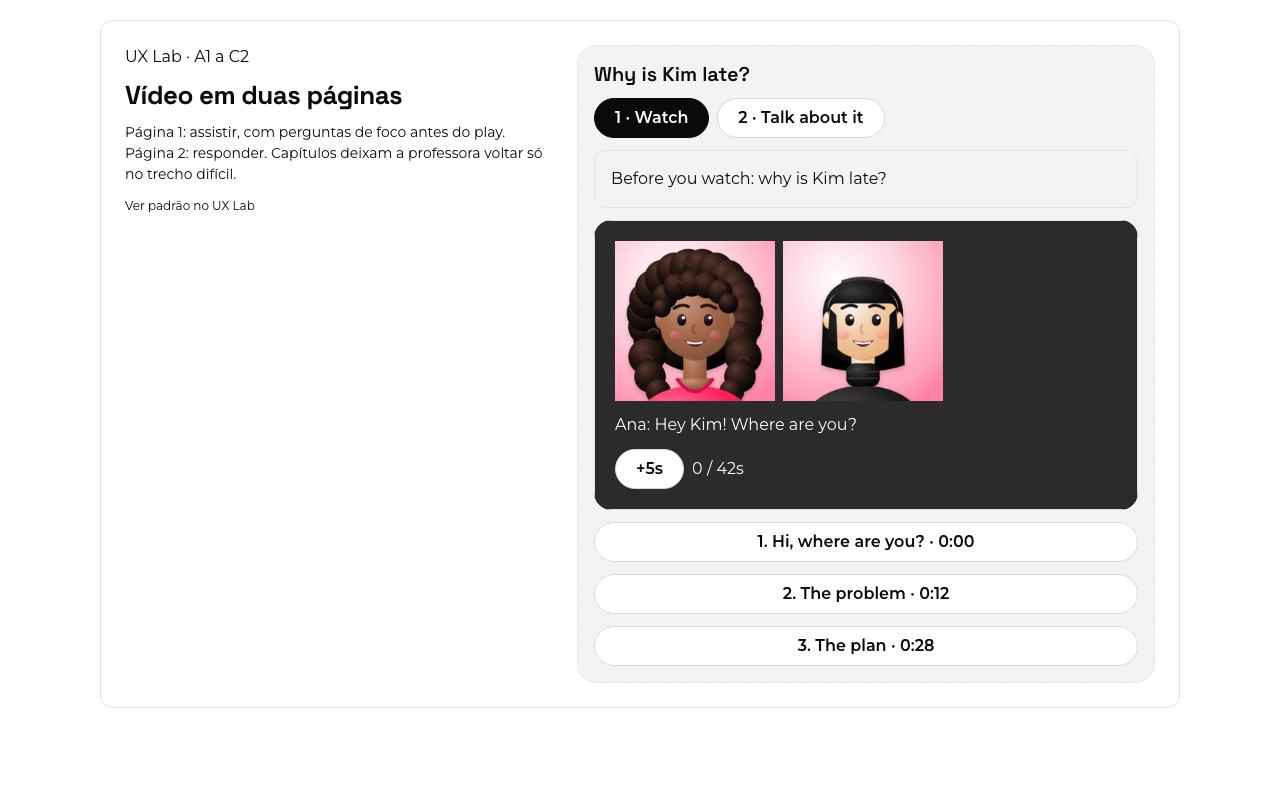 UX Lab · A1 a C2
Vídeo em duas páginas
Página 1: assistir, com perguntas de foco antes do play.
Página 2: responder. Capítulos deixam a professora voltar só
no trecho difícil.
Ver padrão no UX Lab
Why is Kim late?
1 · Watch
2 · Talk about it
Before you watch: why is Kim late?
Ana: Hey Kim! Where are you?
+5s
0 / 42s
1. Hi, where are you? · 0:00
2. The problem · 0:12
3. The plan · 0:28